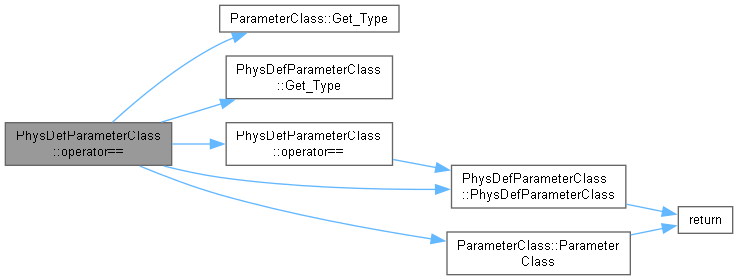 ParameterClass::Get_Type
PhysDefParameterClass
::Get_Type
PhysDefParameterClass
::operator==
PhysDefParameterClass
::operator==
PhysDefParameterClass
::PhysDefParameterClass
return
ParameterClass::Parameter
Class